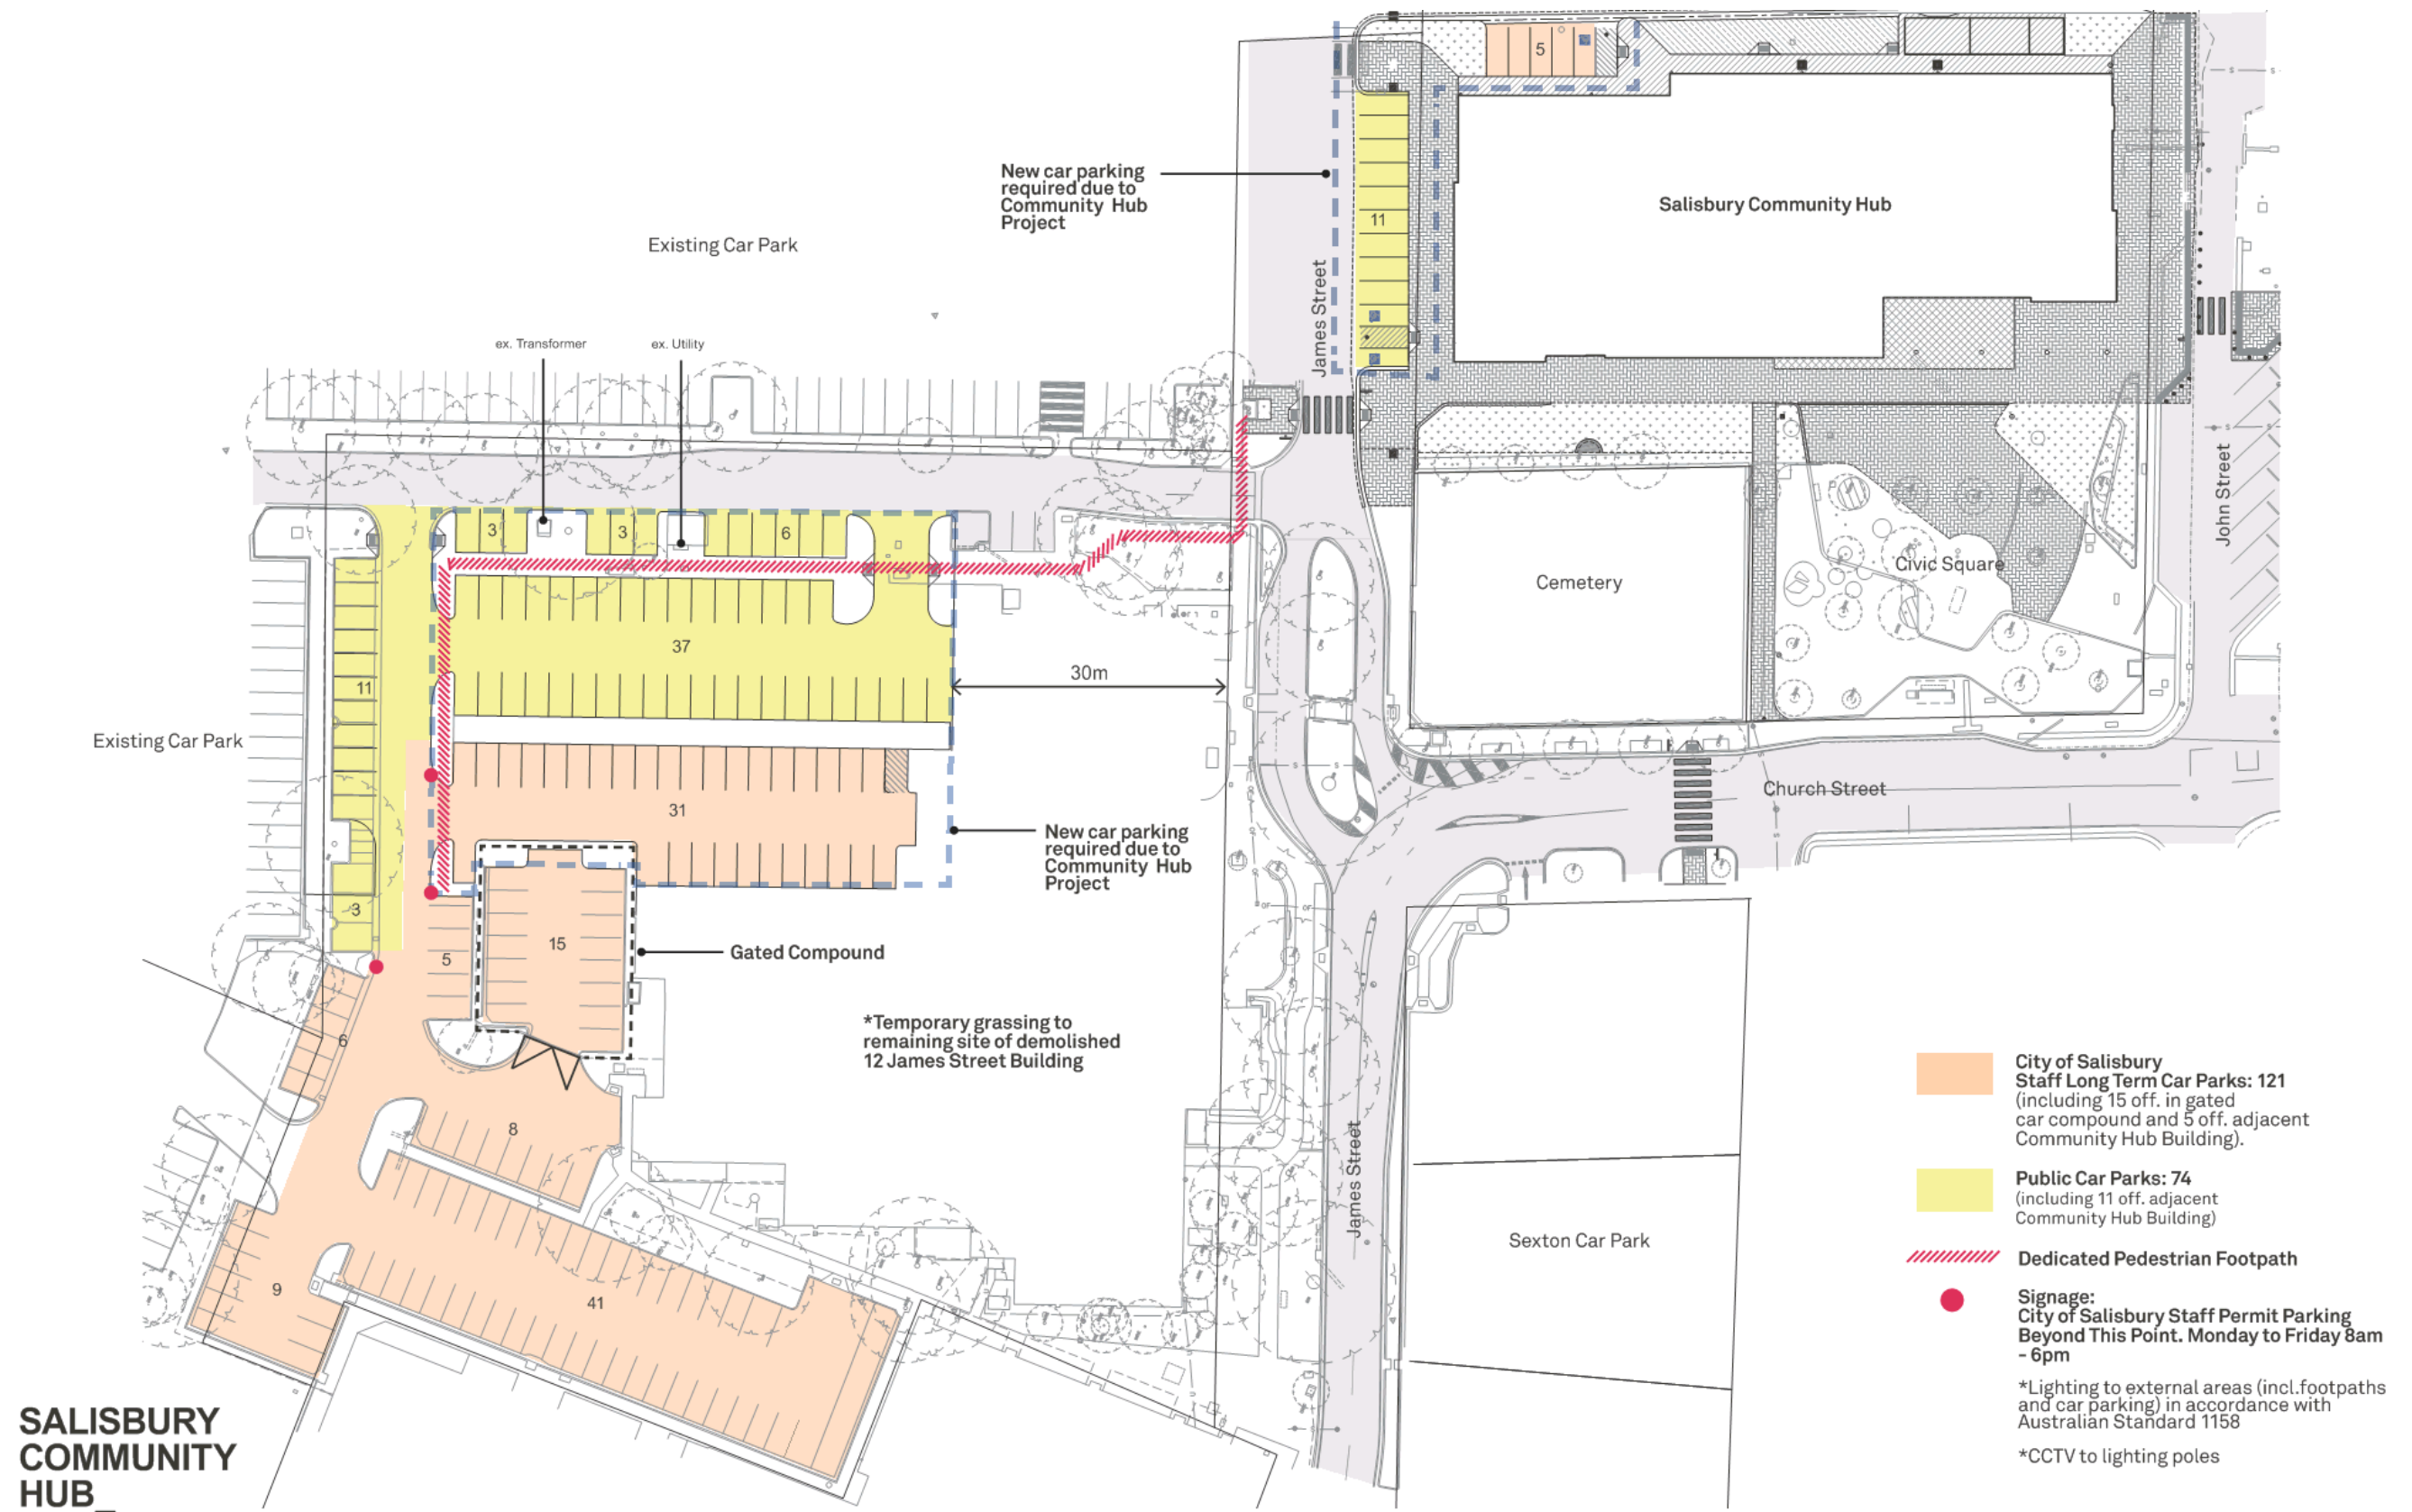 5
New car parking
required due to
Community Hub
Project
11
Salisbury Community Hub
Existing Car Park
James Street
ex. Transformer
ex. Utility
3
3
6
37
11
30m
Cemetery
Civic Square
John Street
Existing Car Park
31
Church Street
New car parking
required due to
Community Hub
Project
3
5
15
Gated Compound
6
*Temporary grassing to
remaining site of demolished
12 James Street Building
8
James Street
9
41
Sexton Car Park
City of Salisbury
Staff Long Term Car Parks: 121
(including 15 off. in gated
car compound and 5 off. adjacent
Community Hub Building).
Public Car Parks: 74
(including 11 off. adjacent
Community Hub Building)
Dedicated Pedestrian Footpath
Signage:
City of Salisbury Staff Permit Parking
Beyond This Point. Monday to Friday 8am
- 6pm
*Lighting to external areas (incl.footpaths
and car parking) in accordance with
Australian Standard 1158
*CCTV to lighting poles
SALISBURY
COMMUNITY
HUB_